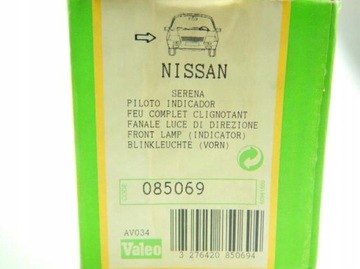 NISSAN
SERENA
PILOTO INDICADOR
FEU COMPLET CLIGNOTANT
FANALE LUCE DI DIREZIONE
FRONT LAMP (INDICATOR)
BLINKLEUCHTE (VORN)
CODE
085069
AV034
Valeo
3 276420 850694